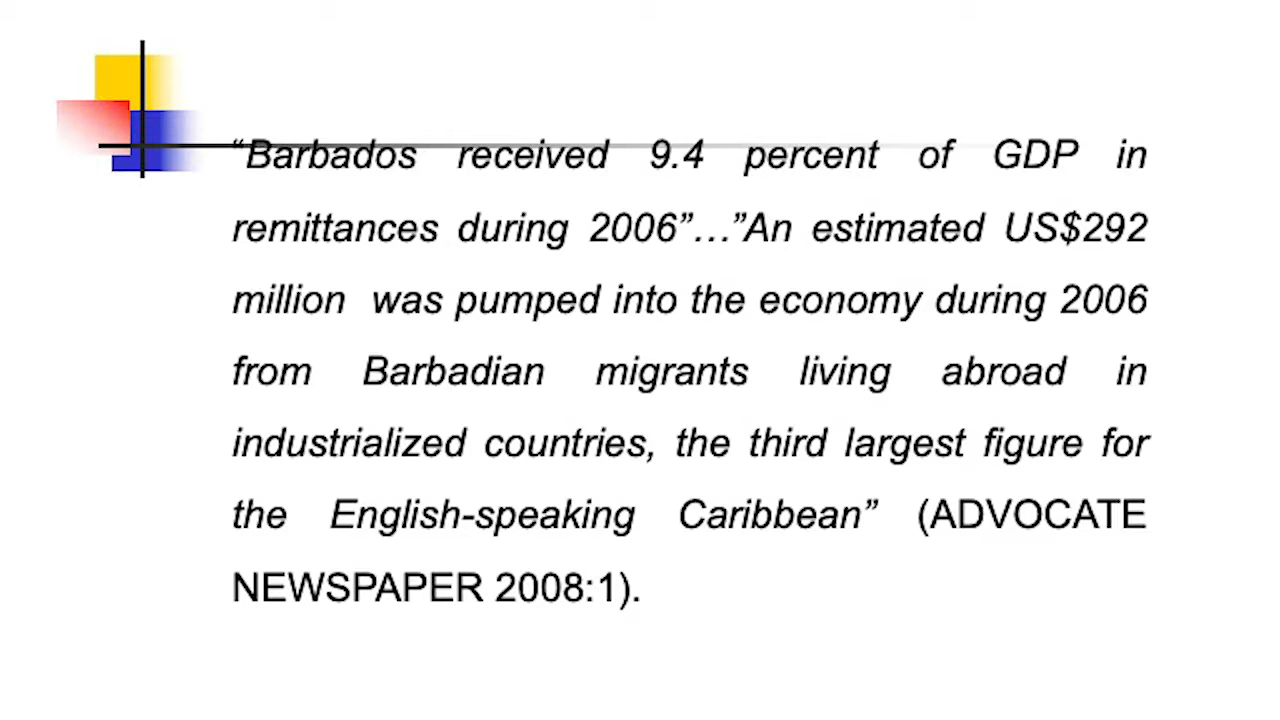 “Barbados received 9.4 percent of GDP in
remittances during 2006”…”An estimated US$292
million was pumped into the economy during 2006
from Barbadian migrants living abroad in
industrialized countries, the third largest figure for
the English-speaking Caribbean” (ADVOCATE
NEWSPAPER 2008:1).